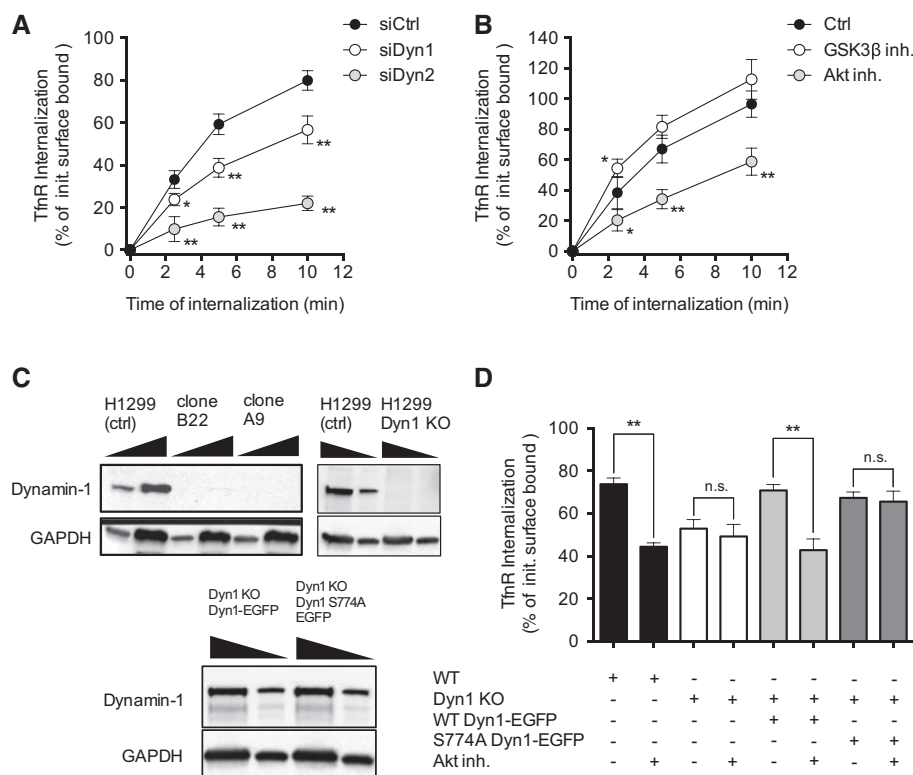 A
siCtrl
siDyn1
siDyn2
TfnR Internalization
(% of init. surface bound )
100
80
60
40
20
0
*
**
**
**
**
**
0 2 4 6 8 10 12
Time of internalization (min)
B
Ctrl
GSK3β inh.
Akt inh.
TfnR Internalization
(% of init. surface bound )
140
120
100
80
60
40
20
0
*
*
**
**
0 2 4 6 8 10 12
Time of internalization (min)
C
H1299 (ctrl)
clone B22
clone A9
H1299 (ctrl)
H1299 Dyn1 KO
Dynamin-1
GAPDH
Dyn1 KO Dyn1-EGFP
Dyn1 KO Dyn1 S774A EGFP
Dynamin-1
GAPDH
D
TfnR Internalization
(% of init. surface bound )
100
80
60
40
20
0
**
n.s.
**
n.s.
WT + + - - - - - -
Dyn1 KO - - + + + + + +
WT Dyn1-EGFP - - - - + + - -
S774A Dyn1-EGFP - - - - - - + +
Akt inh. - + - + - + - +